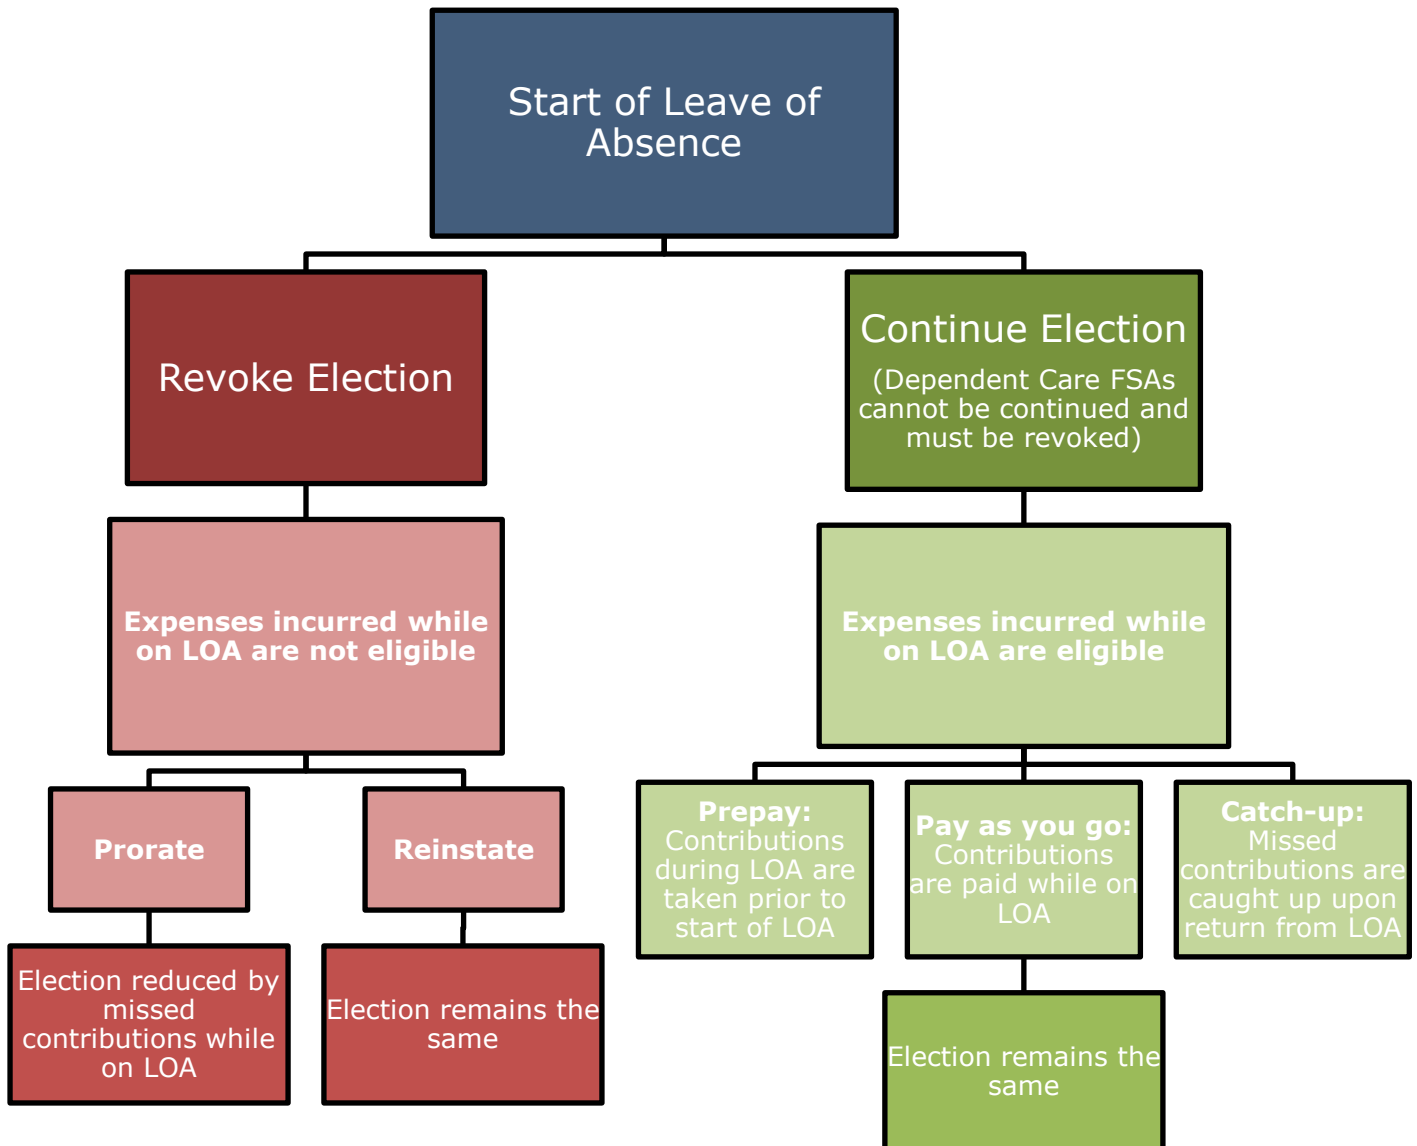 Start of Leave of
Absence
Revoke Election
Continue Election
(Dependent Care FSAs
cannot be continued and
must be revoked)
Expenses incurred while
on LOA are not eligible
Expenses incurred while
on LOA are eligible
Prorate
Reinstate
Prepay:
Contributions
during LOA are
taken prior to
start of LOA
Pay as you go:
Contributions
are paid while on
LOA
Catch-up:
Missed
contributions are
caught up upon
return from LOA
Election reduced by
missed
contributions while
on LOA
Election remains the
same
Election remains the
same